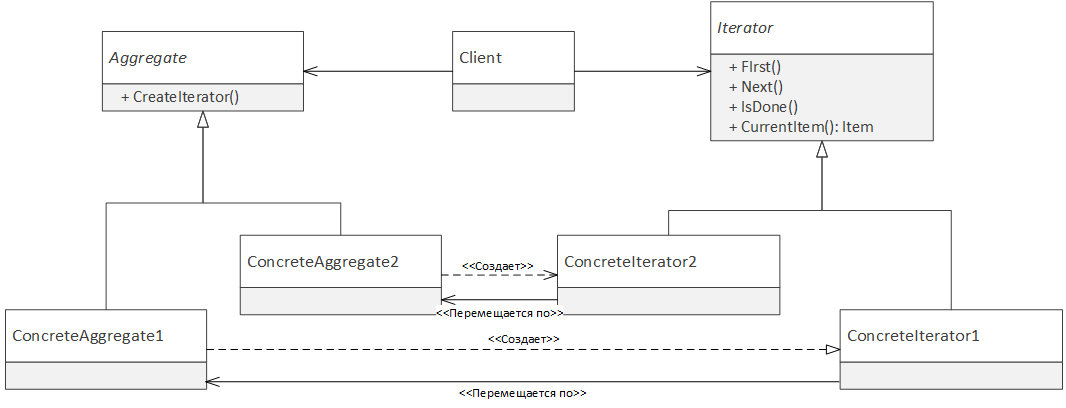 Aggregate
+ CreateIterator()
Client
Iterator
+ FIrst()
+ Next()
+ IsDone()
+ CurrentItem(): Item
ConcreteAggregate2
<<Создает>>
<<Перемещается по>>
ConcreteIterator2
ConcreteAggregate1
<<Создает>>
<<Перемещается по>>
ConcreteIterator1